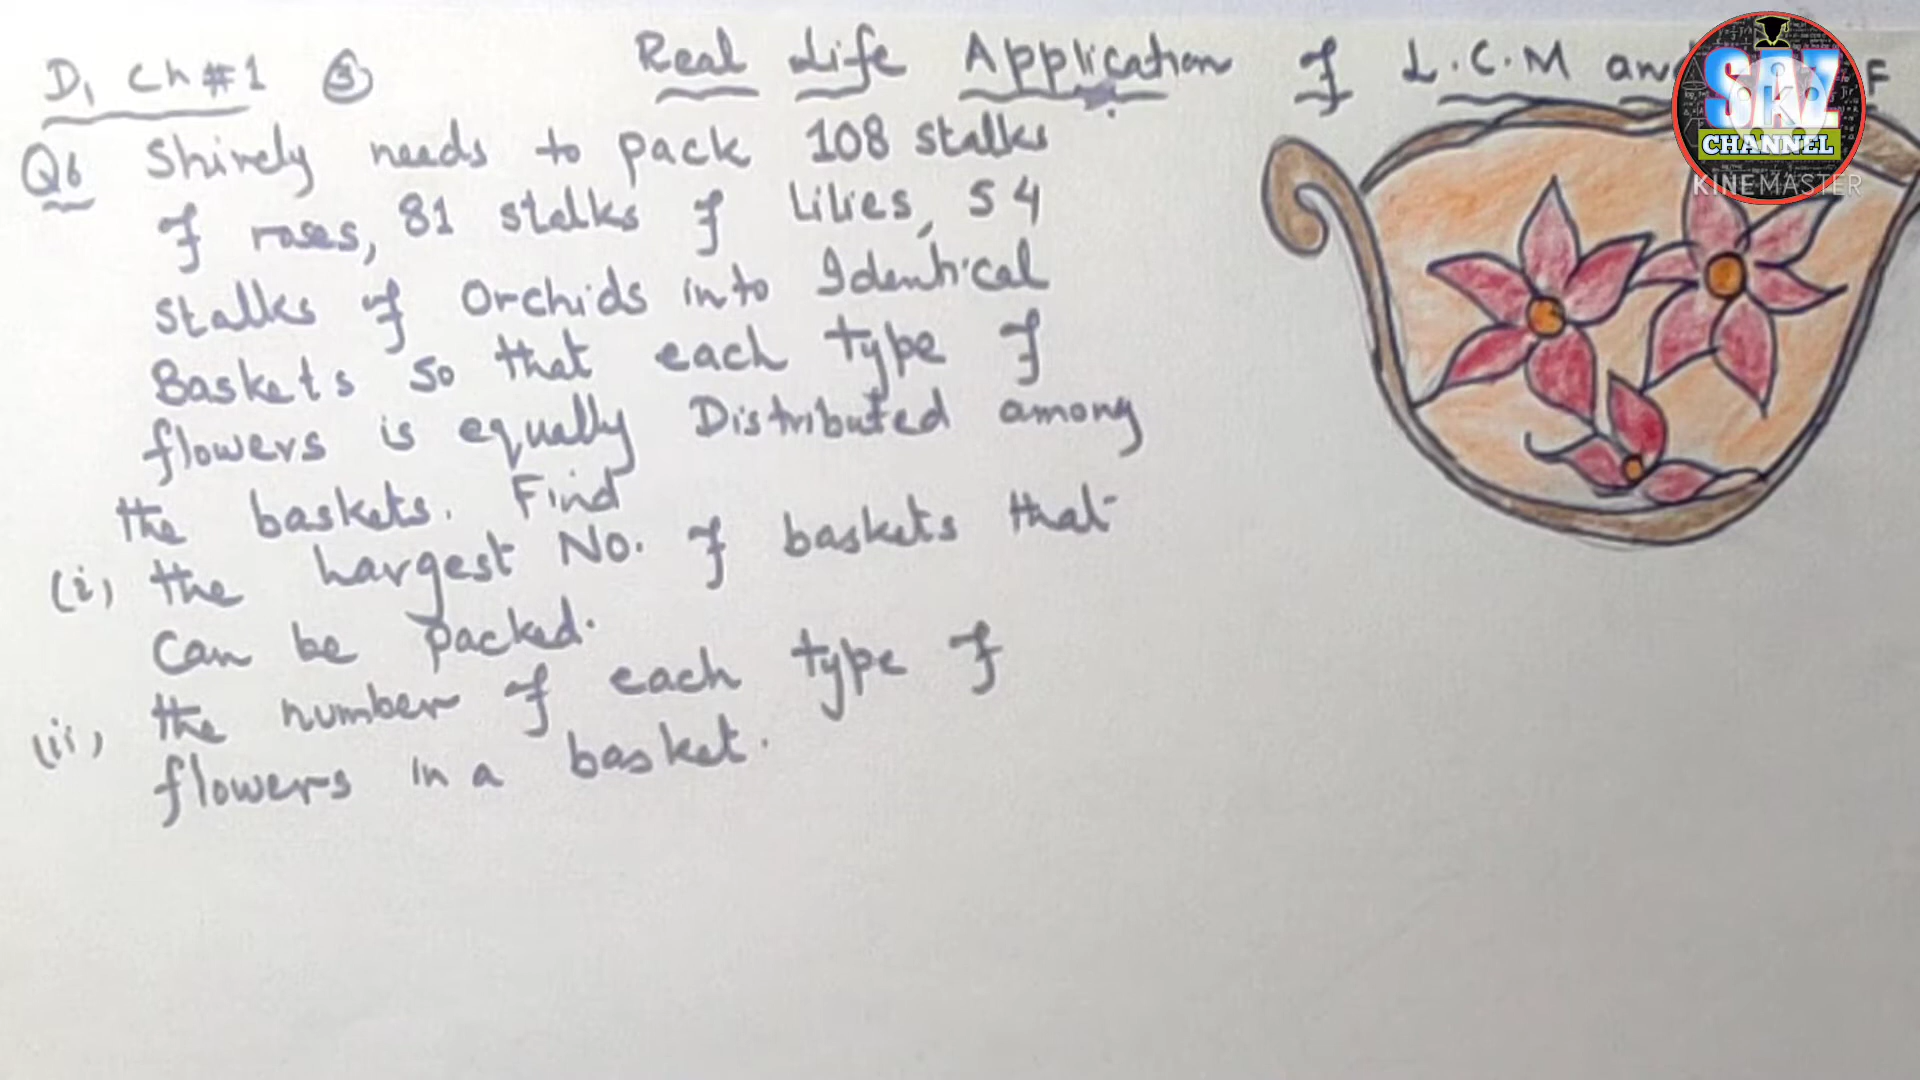 D1 Ch #1 ③ Real Life Application of L.C.M and F
Q6 Shirely needs to pack 108 stalks
of roses, 81 stalks of Lilies, 54
stalks of Orchids into Identical
Baskets so that each type of
flowers is equally Distributed among
the baskets. Find
(i) the Largest No. of baskets that
can be packed.
(ii) the number of each type of
flowers in a basket.
SKZ
CHANNEL
KINEMASTER